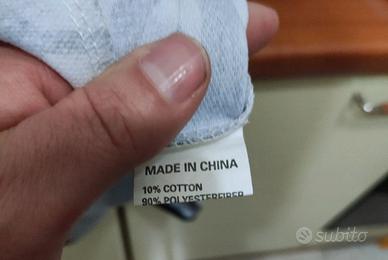 MADE IN CHINA
10% COTTON
90% POLYESTERFIBER
subito